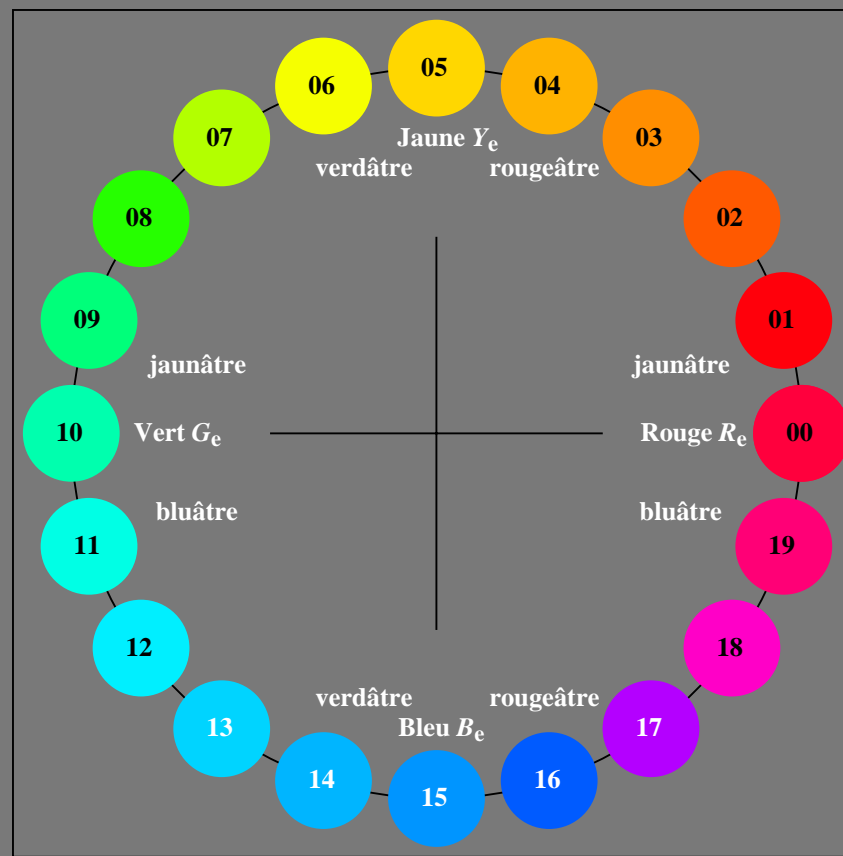 05
06
04
Jaune Yₑ
07
03
verdâtre
rougeâtre
08
02
09
01
jaunâtre
jaunâtre
10
Vert Gₑ
Rouge Rₑ
00
bluâtre
bluâtre
11
19
12
18
verdâtre
rougeâtre
13
Bleu Bₑ
17
14
16
15